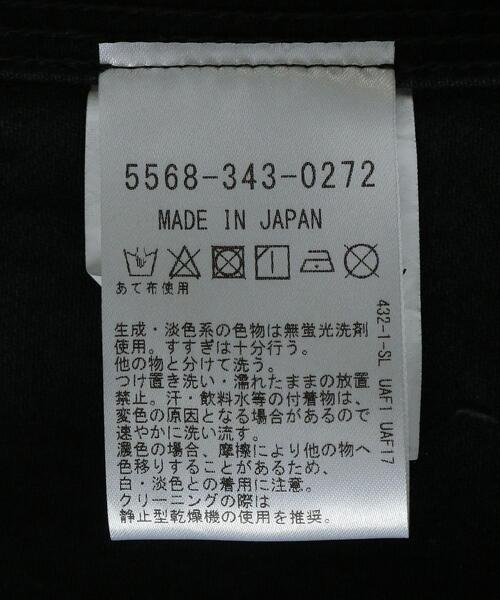 5568-343-0272
MADE IN JAPAN
あて布使用
生成・淡色系の色物は無蛍光洗剤
使用。すすぎは十分行う。
他の物と分けて洗う。
つけ置き洗い・濡れたままの放置
禁止。汗・飲料水等の付着物は、
変色の原因となる場合があるので
速やかに洗い流す。
濃色の場合、摩擦により他の物へ
色移りすることがあるため、
白・淡色との着用に注意。
クリーニングの際は
静止型乾燥機の使用を推奨。
432-1-SL UAF1 UAF17